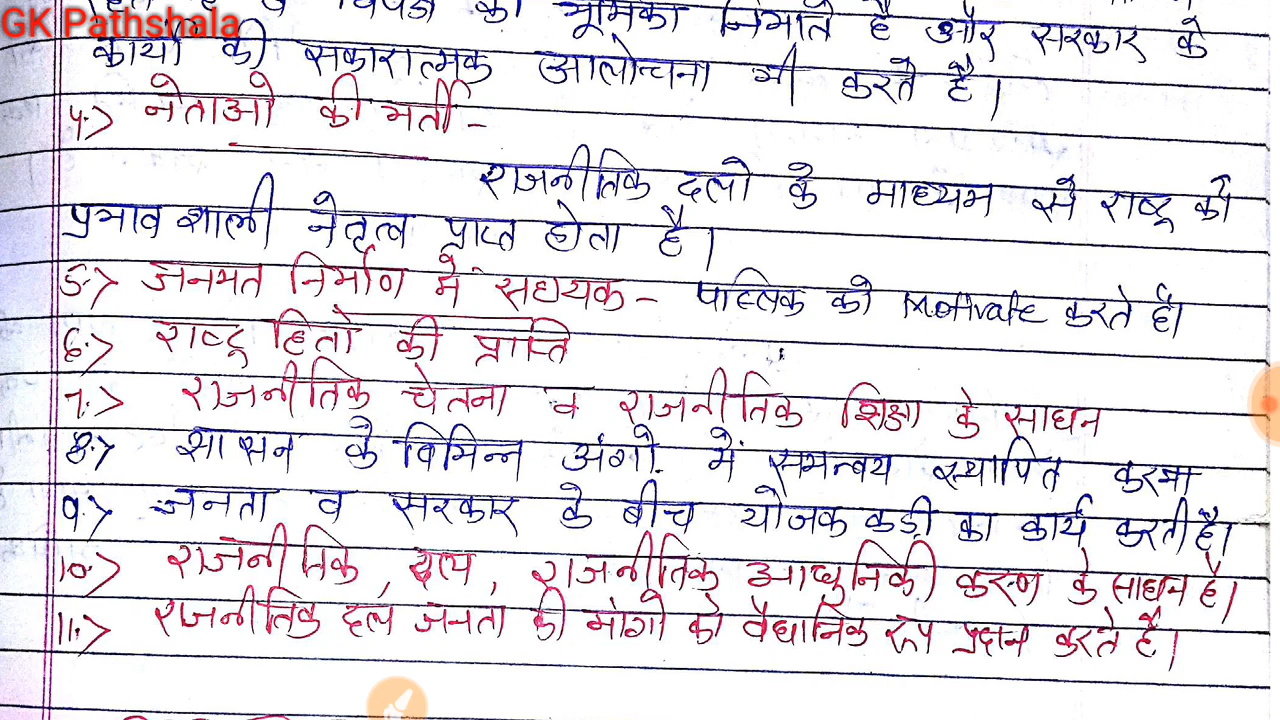 GK Pathshala
व विपक्ष की भूमिका निभाते है और सरकार के
कार्यो की सकारात्मक आलोचना भी करते है।
4.> नेताओ की भर्ती -
राजनीतिक दलो के माध्यम से राष्ट्र को
प्रभावशाली नेतृत्व प्राप्त होता है।
5.> जनमत निर्माण में सहायक - पब्लिक को Motivate करते है।
6.> राष्ट्र हितो की प्राप्ति
7.> राजनीतिक चेतना व राजनीतिक शिक्षा के साधन
8.> शासन के विभिन्न अंगो में समन्वय स्थापित करना
9.> जनता व सरकार के बीच योजक कड़ी का कार्य करती है।
10.> राजनीतिक, दल, राजनीतिक आधुनिकी करण के साधन है।
11.> राजनीतिक दल जनता की मांगो को वैधानिक रूप प्रदान करते है।